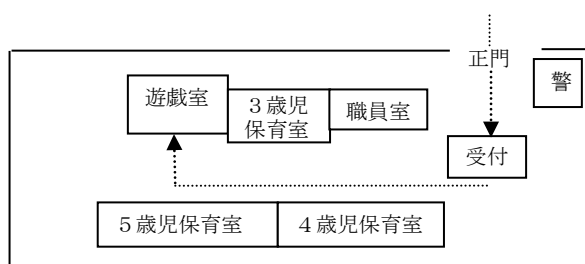 正門
警
遊戯室
３歳児
保育室
職員室
受付
５歳児保育室
４歳児保育室